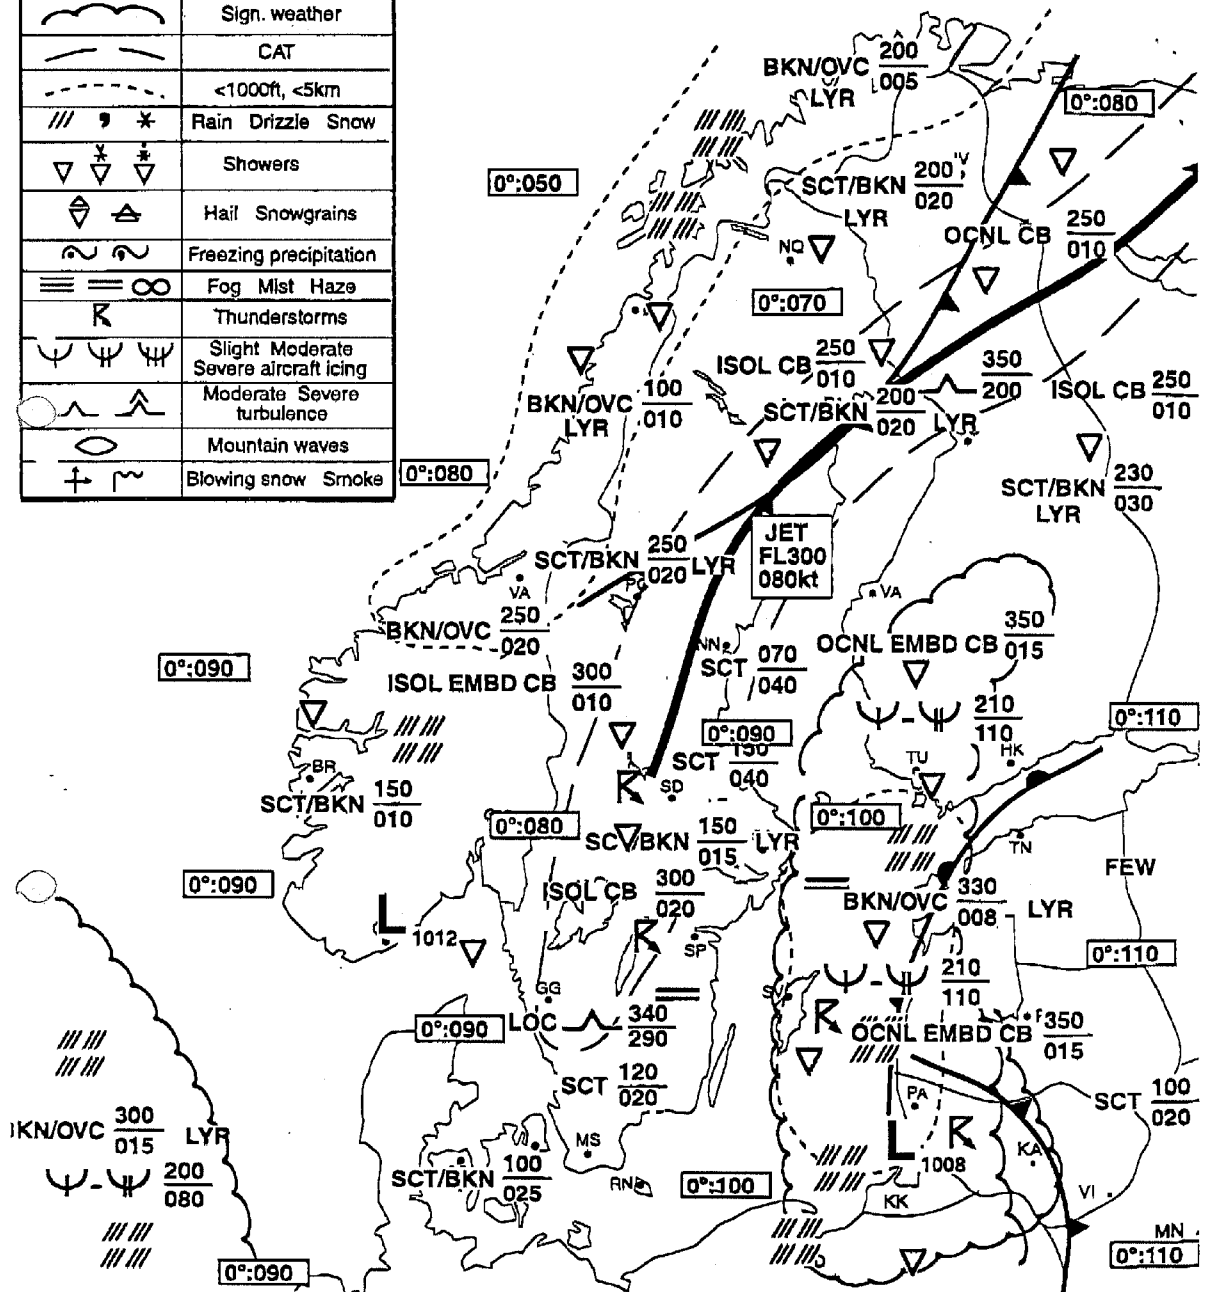 Sign. weather
CAT
<1000ft, <5km
Rain Drizzle Snow
Showers
Hail Snowgrains
Freezing precipitation
Fog Mist Haze
Thunderstorms
Slight Moderate
Severe aircraft icing
Moderate Severe
turbulence
Mountain waves
Blowing snow Smoke
BKN/OVC 200
005
LYR
0°:080
0°:050
SCT/BKN 200
020
LYR
OCNL CB 250
010
NQ
0°:070
ISOL CB 250
010
350
200
ISOL CB 250
010
BKN/OVC 100
010
LYR
SCT/BKN 200
020
LYR
0°:080
SCT/BKN 230
030
LYR
JET
FL300
080kt
SCT/BKN 250
020
LYR
VA
VA
BKN/OVC 250
020
OCNL EMBD CB 350
015
NN
SCT 070
040
0°:090
ISOL EMBD CB 300
010
210
110
0°:110
0°:090
SCT 150
040
TU
HK
BR
SD
SCT/BKN 150
010
0°:080
0°:100
SCT/BKN 150
015
LYR
TN
FEW
0°:090
ISOL CB 300
020
BKN/OVC 330
008
LYR
L 1012
SP
0°:110
GG
SV
210
110
0°:090
LOC 340
290
OCNL EMBD CB 350
015
SCT 120
020
PA
SCT 100
020
BKN/OVC 300
015
LYR
MS
L 1008
KA
200
080
SCT/BKN 100
025
RN
0°:100
KK
VI
MN
0°:090
0°:110